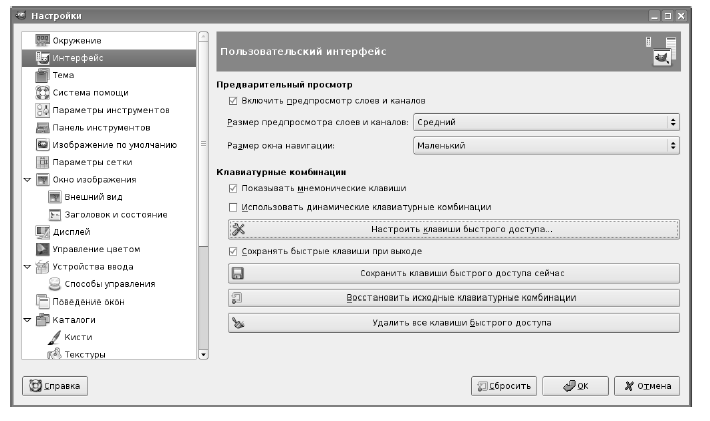 Настройки
Окружение
Интерфейс
Тема
Система помощи
Параметры инструментов
Панель инструментов
Изображение по умолчанию
Параметры сетки
Окно изображения
Внешний вид
Заголовок и состояние
Дисплей
Управление цветом
Устройства ввода
Способы управления
Поведение окон
Каталоги
Кисти
Текстуры
Пользовательский интерфейс
Предварительный просмотр
Включить предпросмотр слоев и каналов
Размер предпросмотра слоев и каналов: Средний
Размер окна навигации: Маленький
Клавиатурные комбинации
Показывать мнемонические клавиши
Использовать динамические клавиатурные комбинации
Настроить клавиши быстрого доступа...
Сохранять быстрые клавиши при выходе
Сохранить клавиши быстрого доступа сейчас
Восстановить исходные клавиатурные комбинации
Удалить все клавиши быстрого доступа
Справка
Сбросить
OK
Отмена